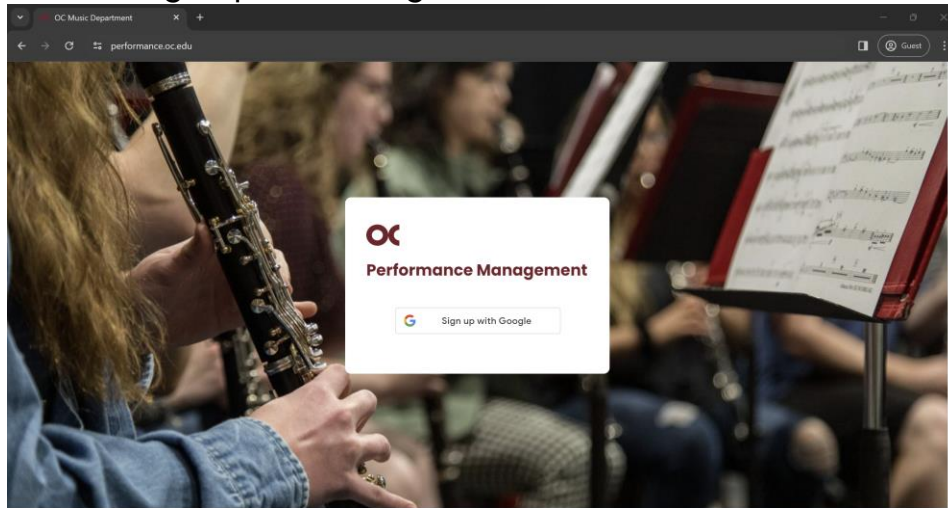 OC Music Department
performance.oc.edu
Guest
OC
Performance Management
Sign up with Google